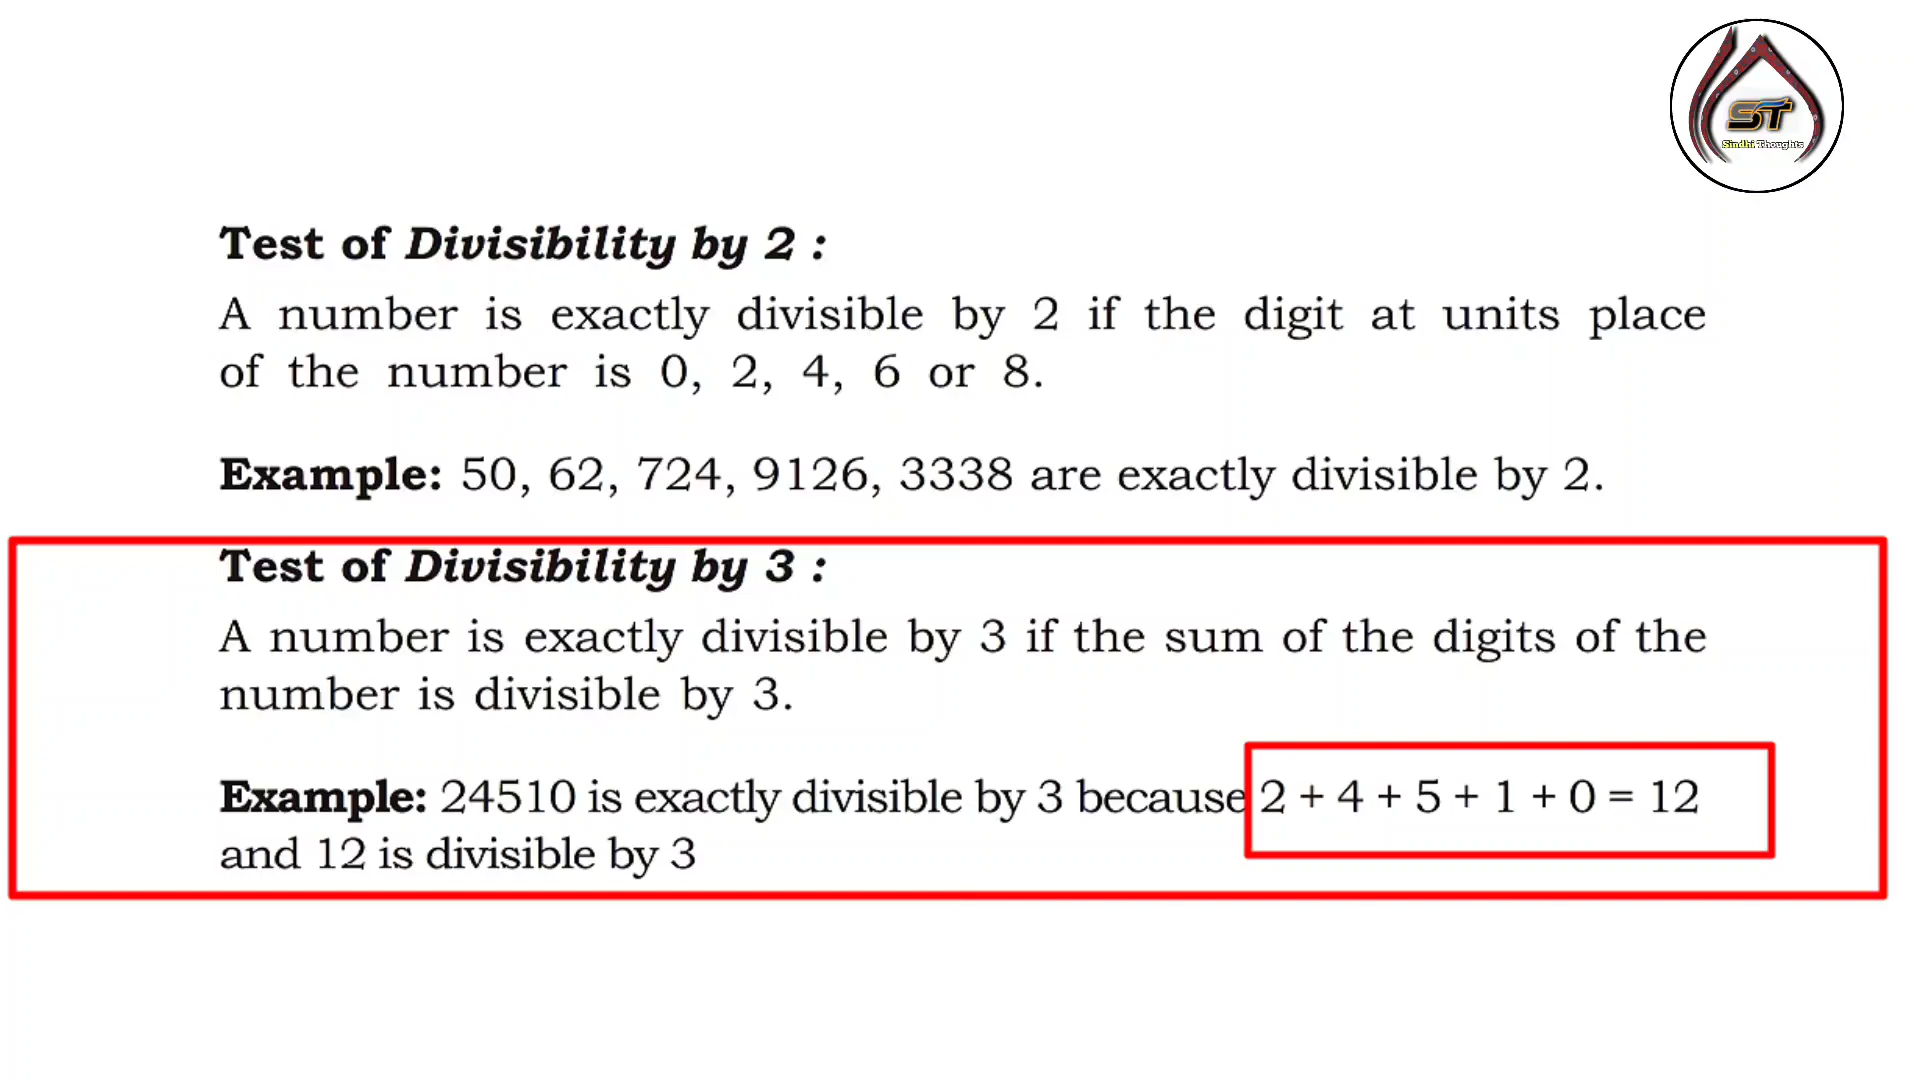 ST
Sindhi Thoughts
Test of Divisibility by 2 :
A number is exactly divisible by 2 if the digit at units place
of the number is 0, 2, 4, 6 or 8.
Example: 50, 62, 724, 9126, 3338 are exactly divisible by 2.
Test of Divisibility by 3 :
A number is exactly divisible by 3 if the sum of the digits of the
number is divisible by 3.
Example: 24510 is exactly divisible by 3 because 2 + 4 + 5 + 1 + 0 = 12
and 12 is divisible by 3